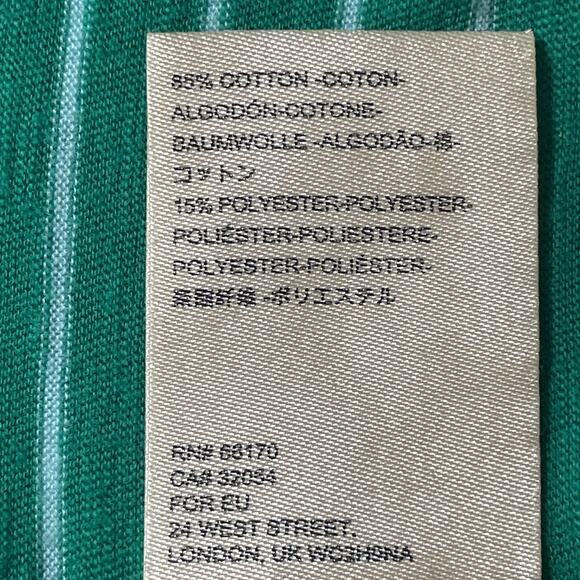 85% COTTON -COTON-
ALGODÓN-COTONE-
BAUMWOLLE -ALGODÃO-棉-
コットン
15% POLYESTER-POLYESTER-
POLIÉSTER-POLIESTERE-
POLYESTER-POLIÉSTER-
聚酯纤维 -ポリエステル
RN# 66170
CA# 32054
FOR EU
24 WEST STREET,
LONDON, UK WC2H9NA